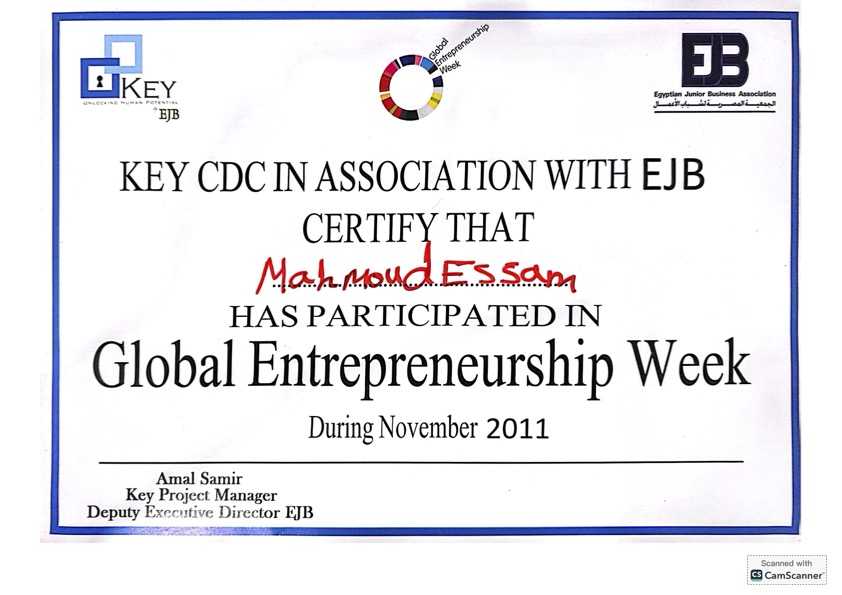 KEY
UNLOCKING HUMAN POTENTIAL
EJB
Global
Entrepreneurship
Week
EJB
Egyptian Junior Business Association
الجمعية المصرية لشباب الأعمال
KEY CDC IN ASSOCIATION WITH EJB
CERTIFY THAT
Mahmoud Essam
HAS PARTICIPATED IN
Global Entrepreneurship Week
During November 2011
Amal Samir
Key Project Manager
Deputy Executive Director EJB
Scanned with
CS CamScanner